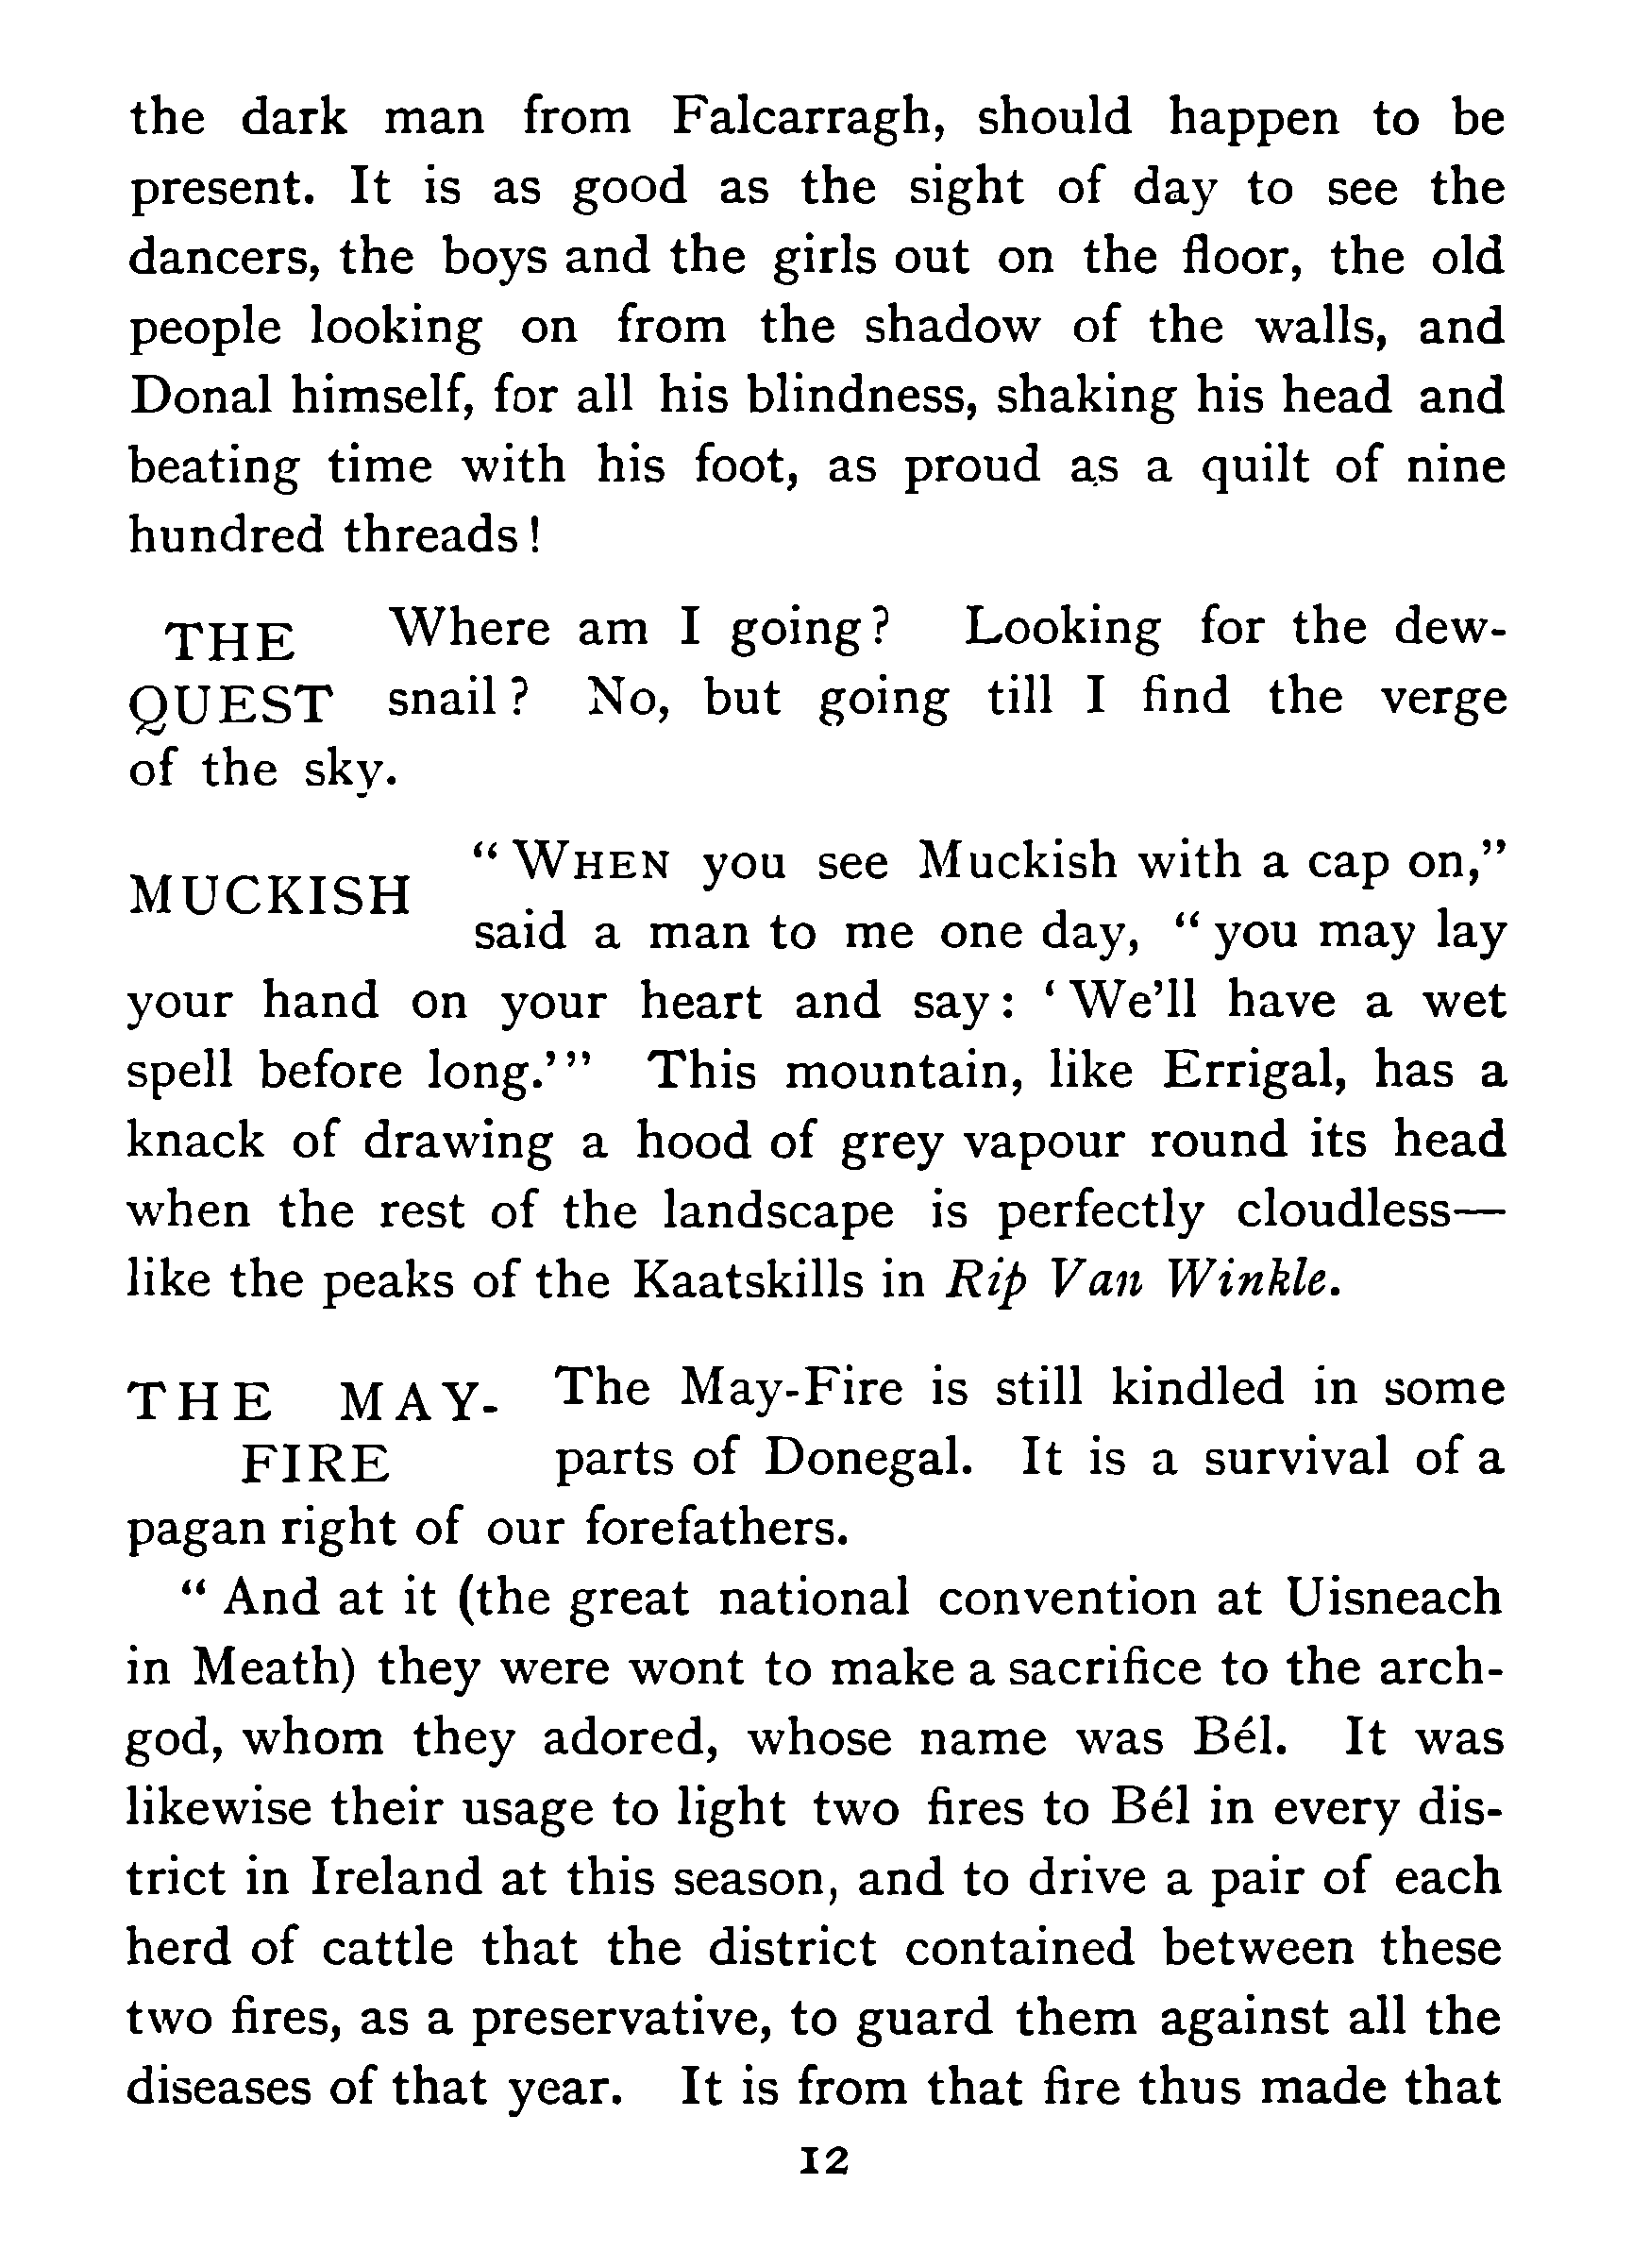 the dark man from Falcarragh, should happen to be
present. It is as good as the sight of day to see the
dancers, the boys and the girls out on the floor, the old
people looking on from the shadow of the walls, and
Donal himself, for all his blindness, shaking his head and
beating time with his foot, as proud as a quilt of nine
hundred threads!
THE
QUEST
Where am I going? Looking for the dew-
snail? No, but going till I find the verge
of the sky.
MUCKISH
“WHEN you see Muckish with a cap on,”
said a man to me one day, “you may lay
your hand on your heart and say: ‘We’ll have a wet
spell before long.’” This mountain, like Errigal, has a
knack of drawing a hood of grey vapour round its head
when the rest of the landscape is perfectly cloudless—
like the peaks of the Kaatskills in Rip Van Winkle.
THE MAY-
FIRE
The May-Fire is still kindled in some
parts of Donegal. It is a survival of a
pagan right of our forefathers.
“And at it (the great national convention at Uisneach
in Meath) they were wont to make a sacrifice to the arch-
god, whom they adored, whose name was Bél. It was
likewise their usage to light two fires to Bél in every dis-
trict in Ireland at this season, and to drive a pair of each
herd of cattle that the district contained between these
two fires, as a preservative, to guard them against all the
diseases of that year. It is from that fire thus made that
12